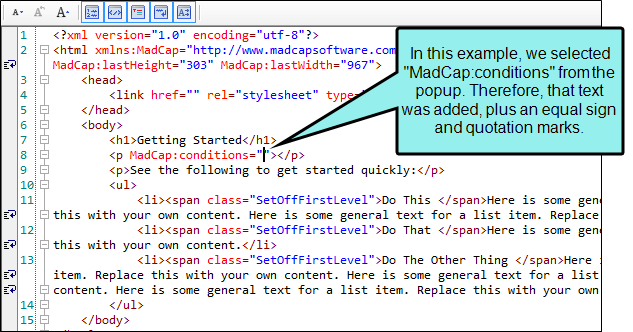 A A A
1 <?xml version="1.0" encoding="utf-8"?>
2 <html xmlns:MadCap="http://www.madcapsoftware.com
MadCap:lastHeight="303" MadCap:lastWidth="967">
3 <head>
4 <link href="" rel="stylesheet" type=
5 </head>
6 <body>
7 <h1>Getting Started</h1>
8 <p MadCap:conditions=""></p>
9 <p>See the following to get started quickly:</p>
10 <ul>
11 <li><span class="SetOffFirstLevel">Do This </span>Here is some gene
this with your own content. Here is some general text for a list item. Replace
12 <li><span class="SetOffFirstLevel">Do That </span>Here is some gene
this with your own content.</li>
13 <li><span class="SetOffFirstLevel">Do The Other Thing </span>Here
item. Replace this with your own content. Here is some general text for a list
content. Here is some general text for a list item. Replace this with your own
14 </ul>
15 </body>
In this example, we selected
"MadCap:conditions" from the
popup. Therefore, that text
was added, plus an equal sign
and quotation marks.